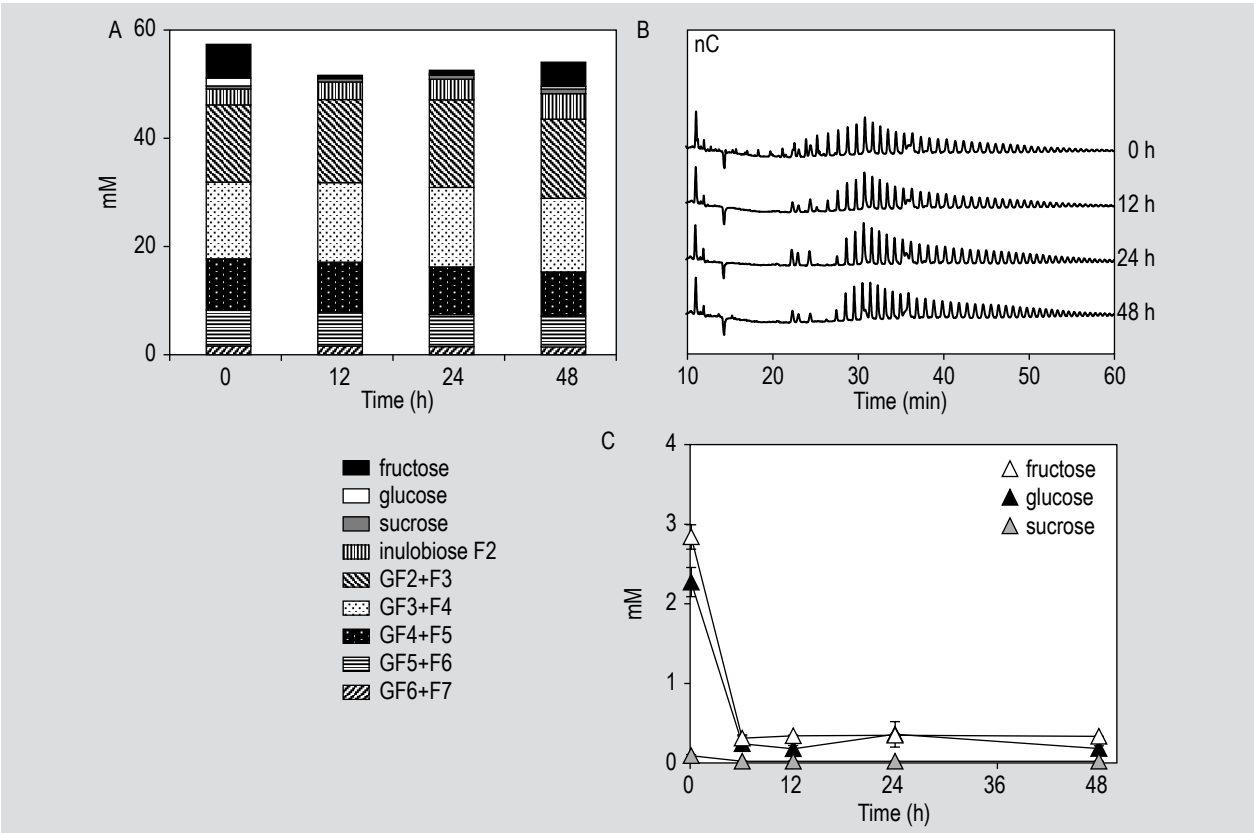 A
60
40
20
0
mM
0 12 24 48
Time (h)
fructose
glucose
sucrose
inulobiose F2
GF2+F3
GF3+F4
GF4+F5
GF5+F6
GF6+F7
B
nC
0 h
12 h
24 h
48 h
10 20 30 40 50 60
Time (min)
C
4
3
2
1
0
mM
fructose
glucose
sucrose
0 12 24 36 48
Time (h)